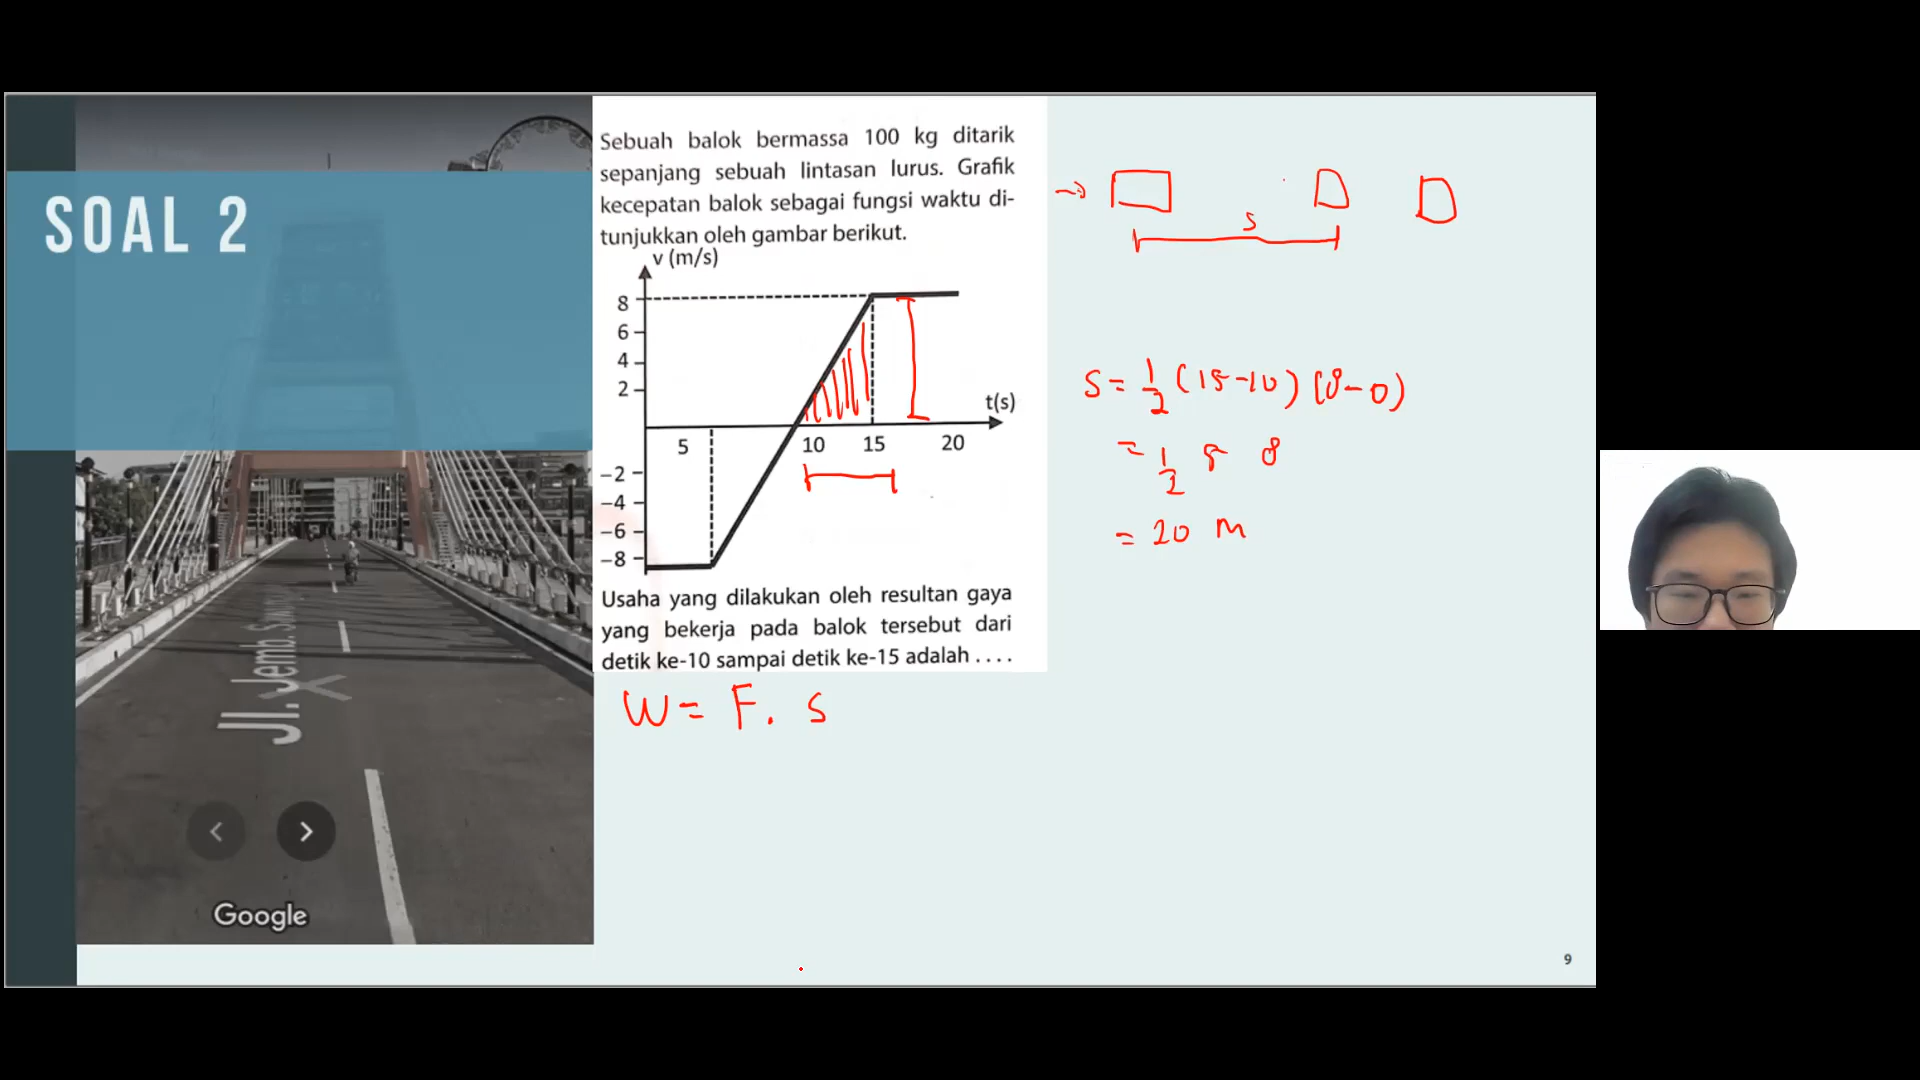 SOAL 2
Sebuah balok bermassa 100 kg ditarik
sepanjang sebuah lintasan lurus. Grafik
kecepatan balok sebagai fungsi waktu di-
tunjukkan oleh gambar berikut.
v (m/s)
8
6
4
2
t(s)
5
10
15
20
−2
−4
−6
−8
Usaha yang dilakukan oleh resultan gaya
yang bekerja pada balok tersebut dari
detik ke-10 sampai detik ke-15 adalah . . . .
W = F. s
s
S = 1/2 (15-10) (8-0)
= 1/2 5 8
= 20 m
Jl. Jemb.
Google
9